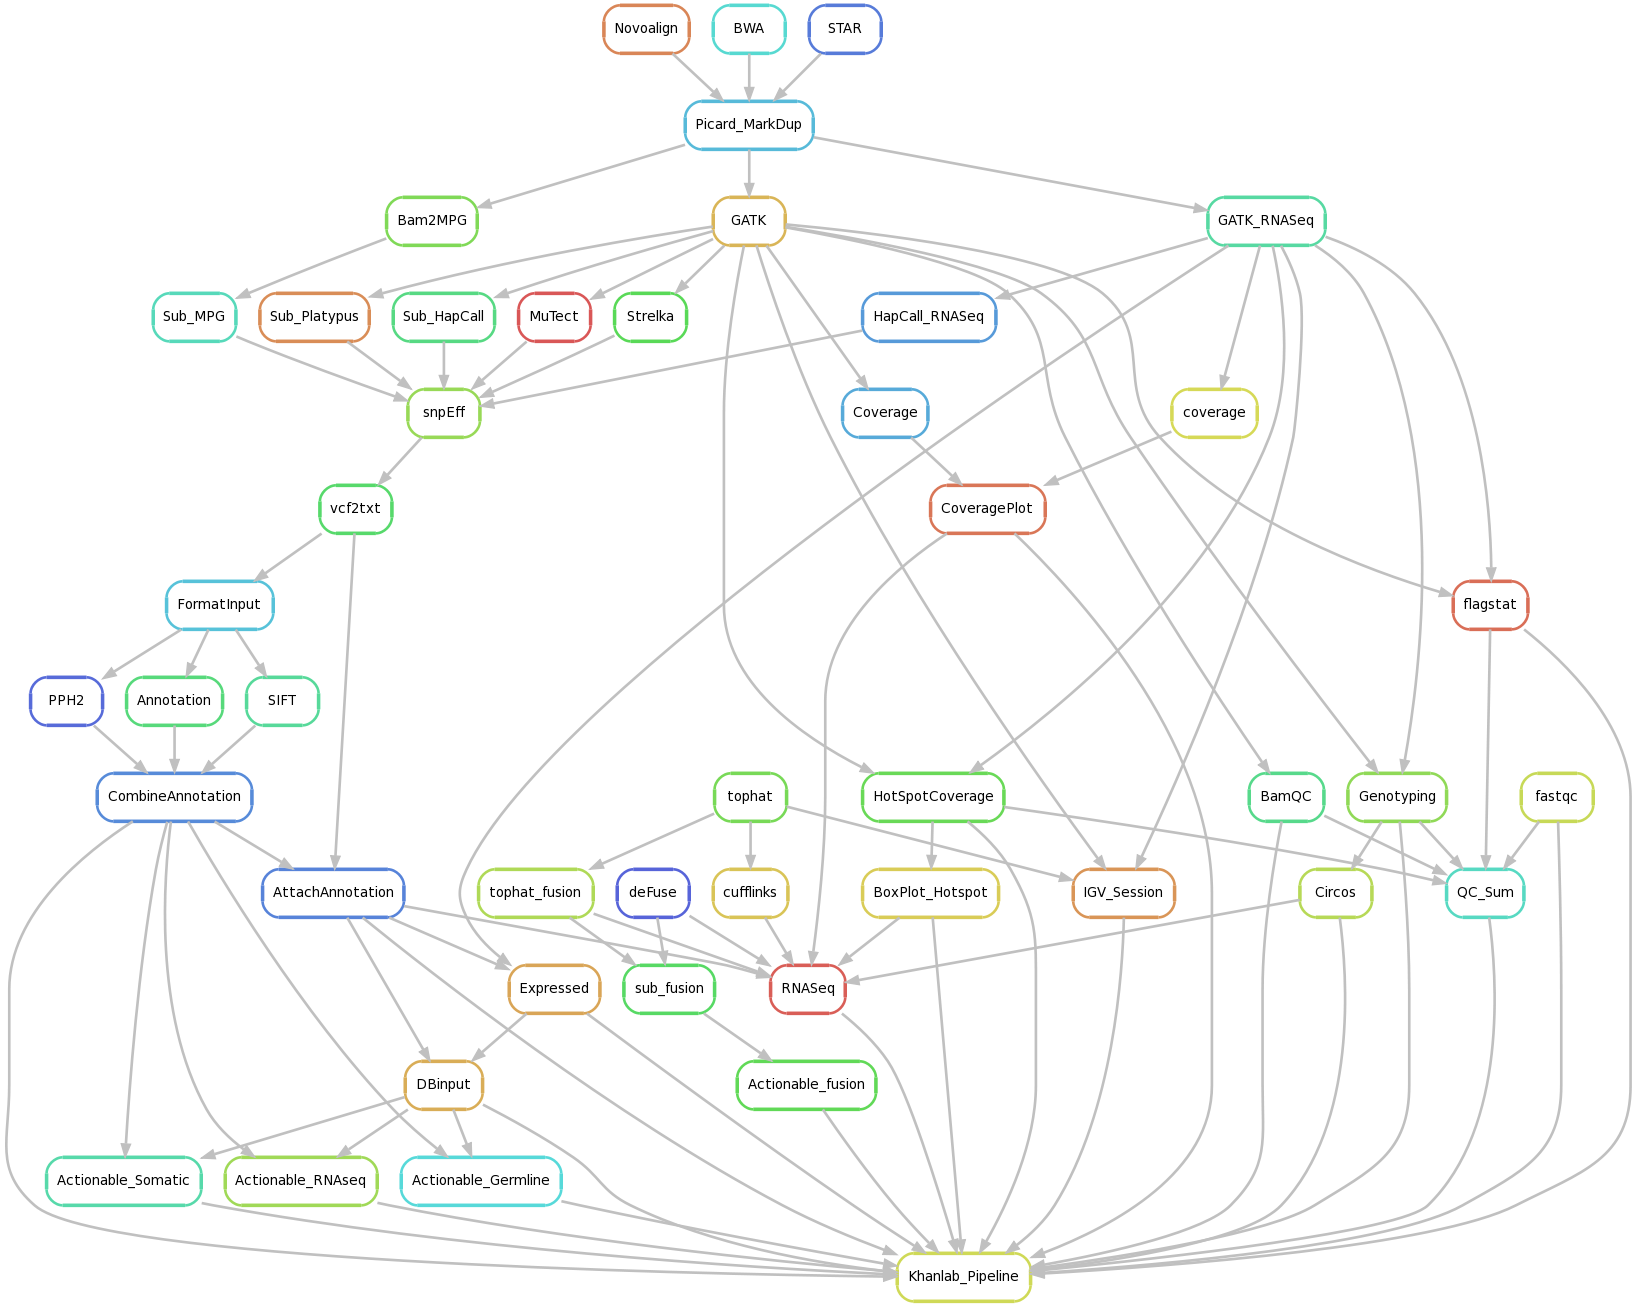 Novoalign
BWA
STAR
Picard_MarkDup
Bam2MPG
GATK
GATK_RNASeq
Sub_MPG
Sub_Platypus
Sub_HapCall
MuTect
Strelka
HapCall_RNASeq
snpEff
Coverage
coverage
vcf2txt
CoveragePlot
FormatInput
flagstat
PPH2
Annotation
SIFT
CombineAnnotation
tophat
HotSpotCoverage
BamQC
Genotyping
fastqc
AttachAnnotation
tophat_fusion
deFuse
cufflinks
BoxPlot_Hotspot
IGV_Session
Circos
QC_Sum
Expressed
sub_fusion
RNASeq
DBinput
Actionable_fusion
Actionable_Somatic
Actionable_RNAseq
Actionable_Germline
Khanlab_Pipeline